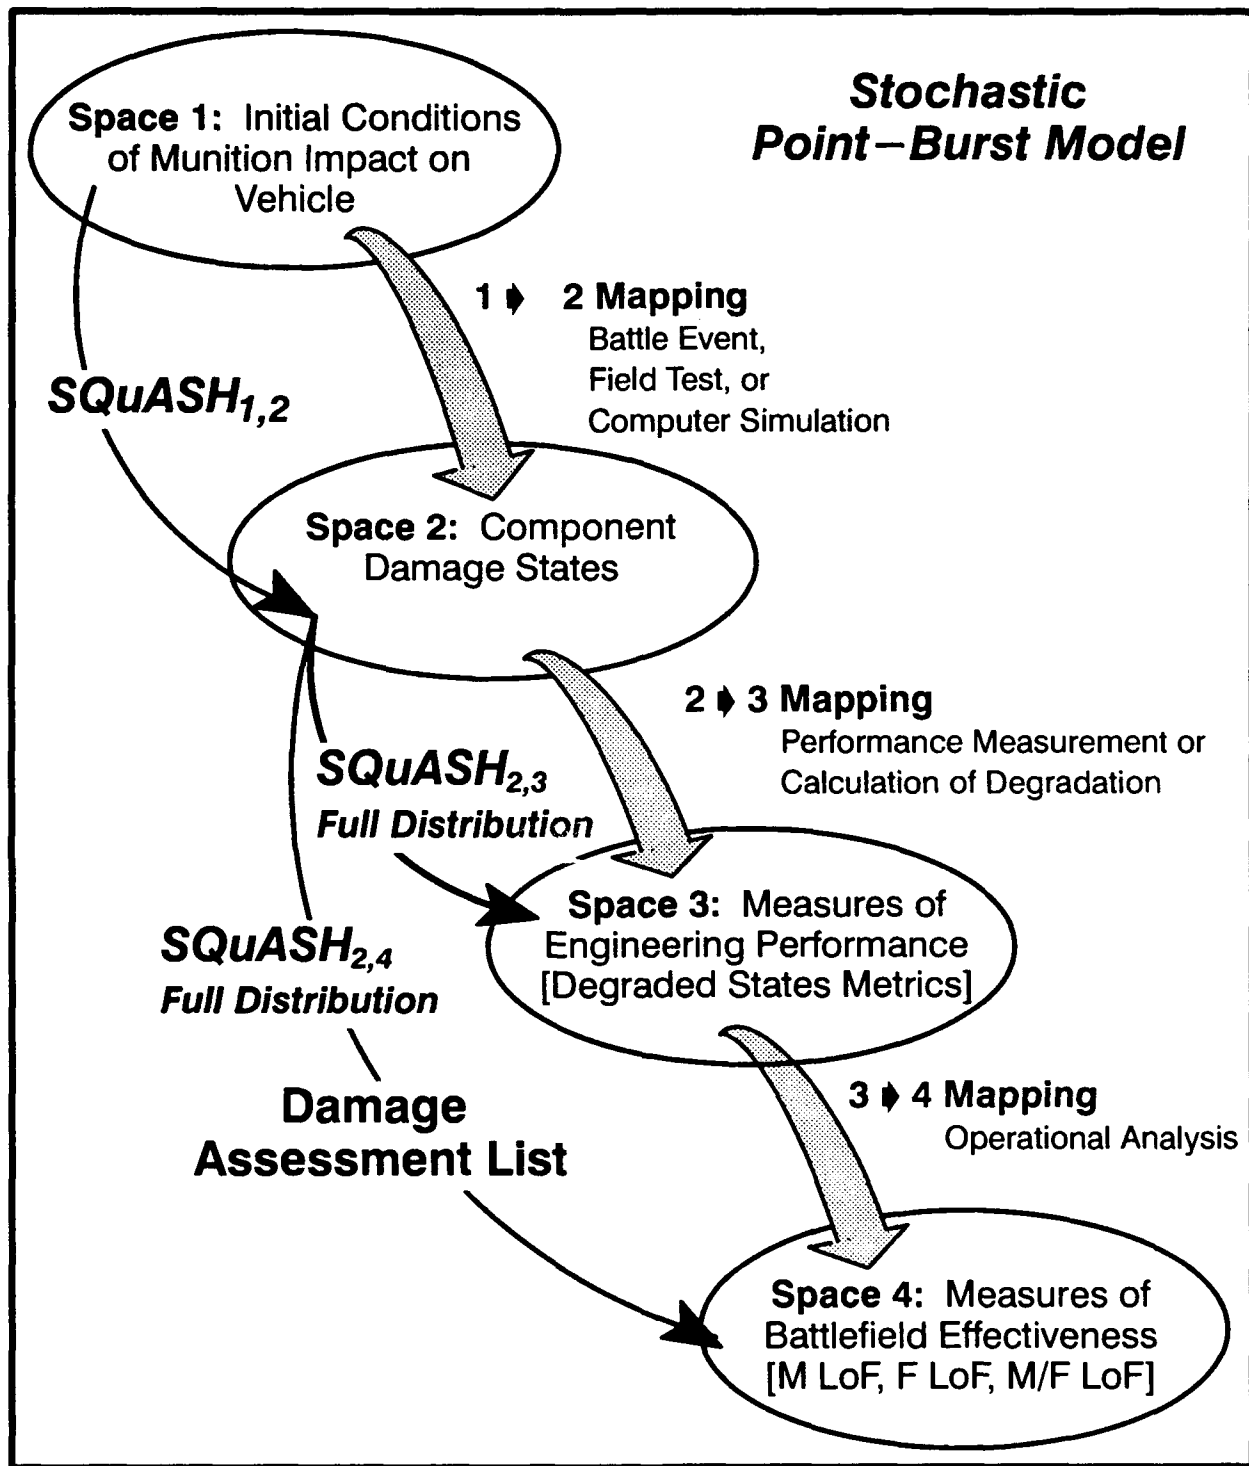 Stochastic
Point–Burst Model
Space 1: Initial Conditions
of Munition Impact on
Vehicle
1 ➧ 2 Mapping
Battle Event,
Field Test, or
Computer Simulation
SQuASH1,2
Space 2: Component
Damage States
2 ➧ 3 Mapping
Performance Measurement or
Calculation of Degradation
SQuASH2,3
Full Distribution
Space 3: Measures of
Engineering Performance
[Degraded States Metrics]
SQuASH2,4
Full Distribution
3 ➧ 4 Mapping
Operational Analysis
Damage
Assessment List
Space 4: Measures of
Battlefield Effectiveness
[M LoF, F LoF, M/F LoF]